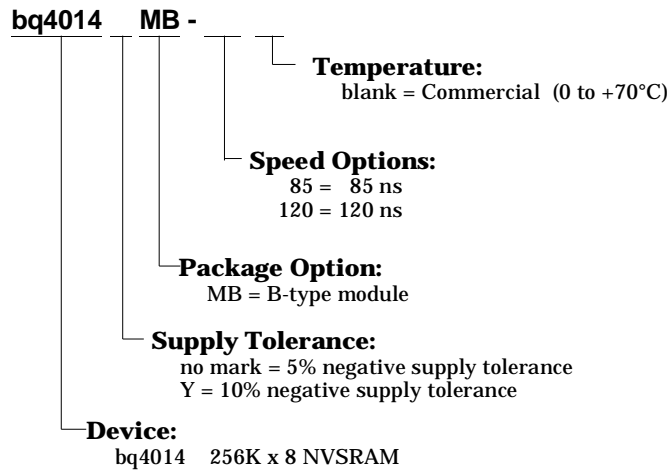 bq4014 MB -
Temperature:
blank = Commercial (0 to +70°C)
Speed Options:
85 = 85 ns
120 = 120 ns
Package Option:
MB = B-type module
Supply Tolerance:
no mark = 5% negative supply tolerance
Y = 10% negative supply tolerance
Device:
bq4014 256K x 8 NVSRAM